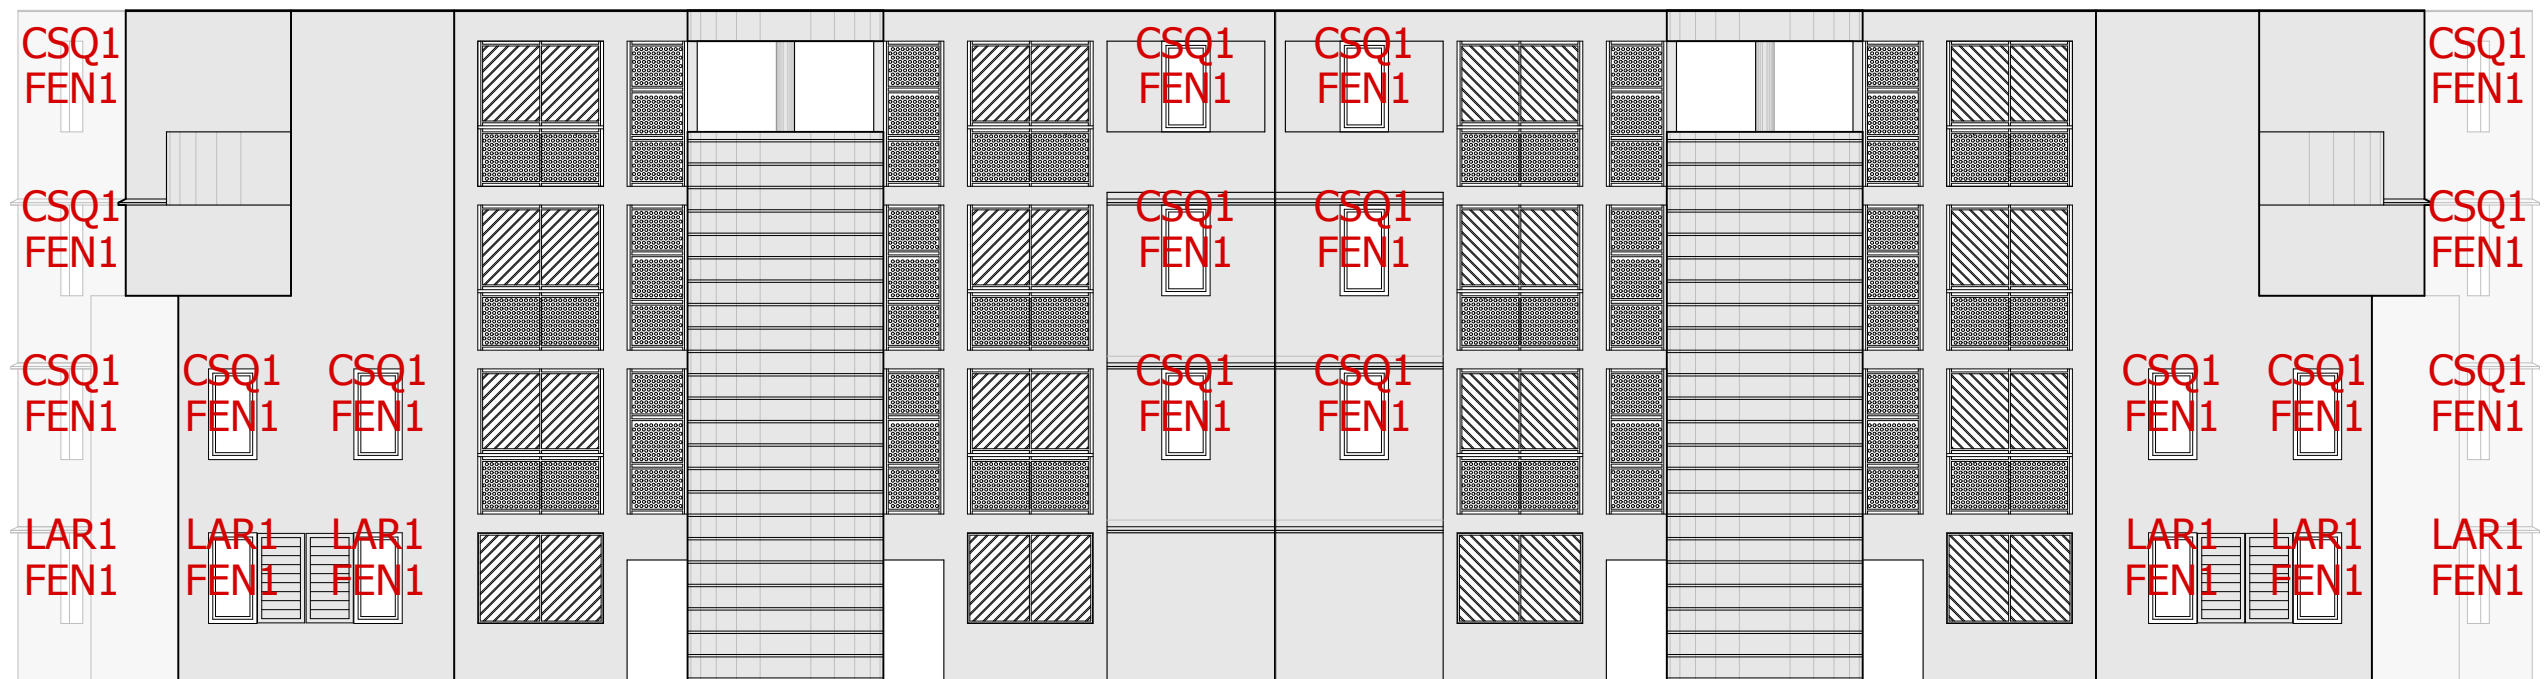 CSQ1 CSQ1 CSQ1 CSQ1
FEN1 FEN1 FEN1 FEN1
CSQ1 CSQ1 CSQ1 CSQ1
FEN1 FEN1 FEN1 FEN1
CSQ1 CSQ1 CSQ1 CSQ1 CSQ1 CSQ1 CSQ1 CSQ1
FEN1 FEN1 FEN1 FEN1 FEN1 FEN1 FEN1 FEN1
LAR1 LAR1 LAR1 LAR1 LAR1 LAR1
FEN1 FEN1 FEN1 FEN1 FEN1 FEN1